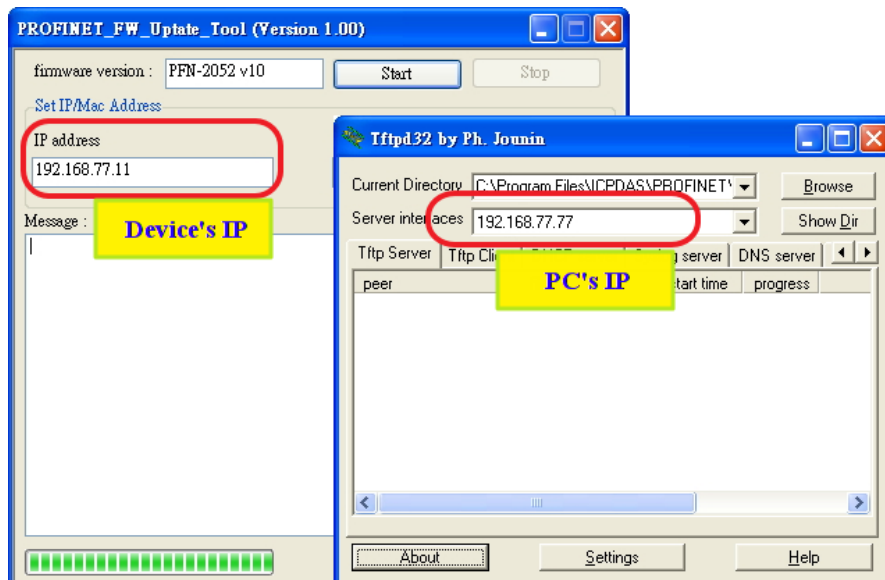 PROFINET_FW_Uptate_Tool (Version 1.00)
firmware version : PFN-2052 v10 Start Stop
Set IP/Mac Address
IP address
192.168.77.11
Message :
Device's IP
Tftpd32 by Ph. Jounin
Current Directory C:\Program Files\ICPDAS\PROFINET\ Browse
Server interfaces 192.168.77.77 Show Dir
Tftp Server Tftp Clie server DNS server
peer start time progress
PC's IP
About Settings Help